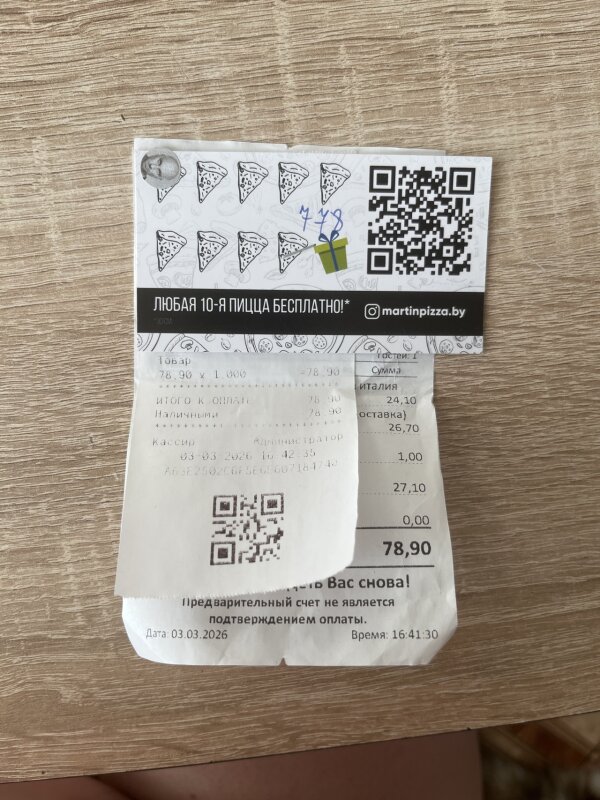 778
ЛЮБАЯ 10-Я ПИЦЦА БЕСПЛАТНО!*
martinpizza.by
Товар
78.90 x 1.000 =78.90
ИТОГО К ОПЛАТЕ 78.90
Наличными 78.90
Кассир Администратор
03-03-2026 16:42:35
Гостей: 1
Сумма
италия
24,10
оставка)
26,70
1,00
27,10
0,00
78,90
Вас снова!
Предварительный счет не является
подтверждением оплаты.
Дата: 03.03.2026 Время: 16:41:30